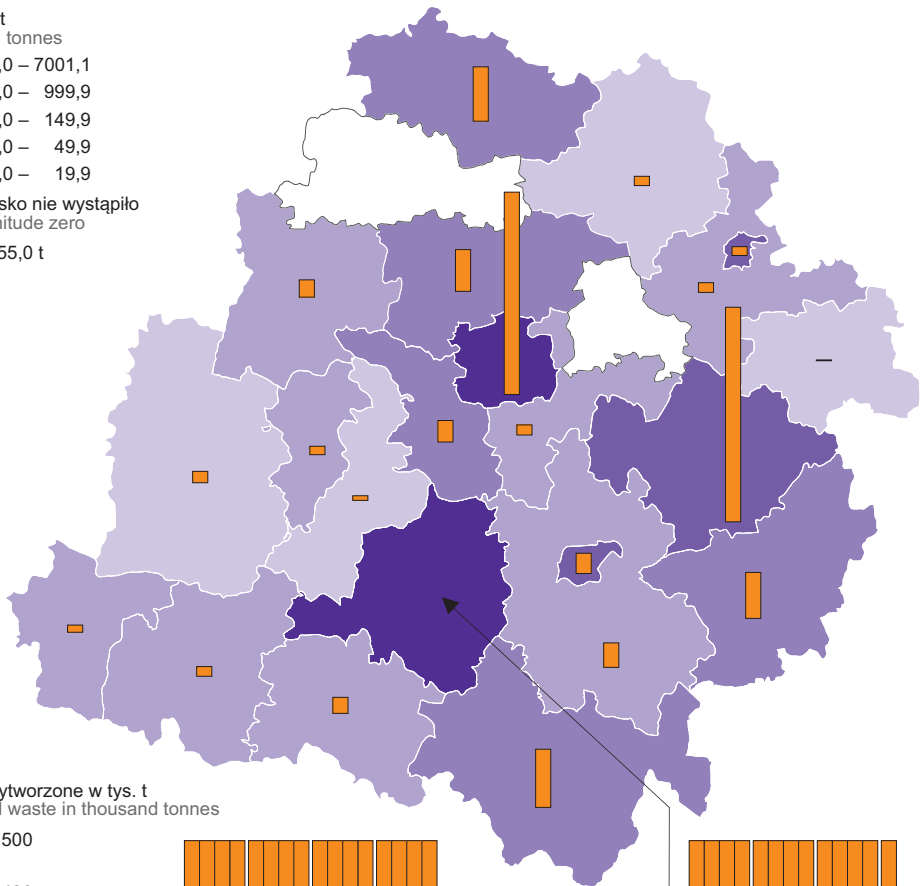 t
tonnes
,0 – 7001,1
,0 – 999,9
,0 – 149,9
,0 – 49,9
,0 – 19,9
sko nie wystąpiło
nitude zero
55,0 t
ytworzone w tys. t
waste in thousand tonnes
500